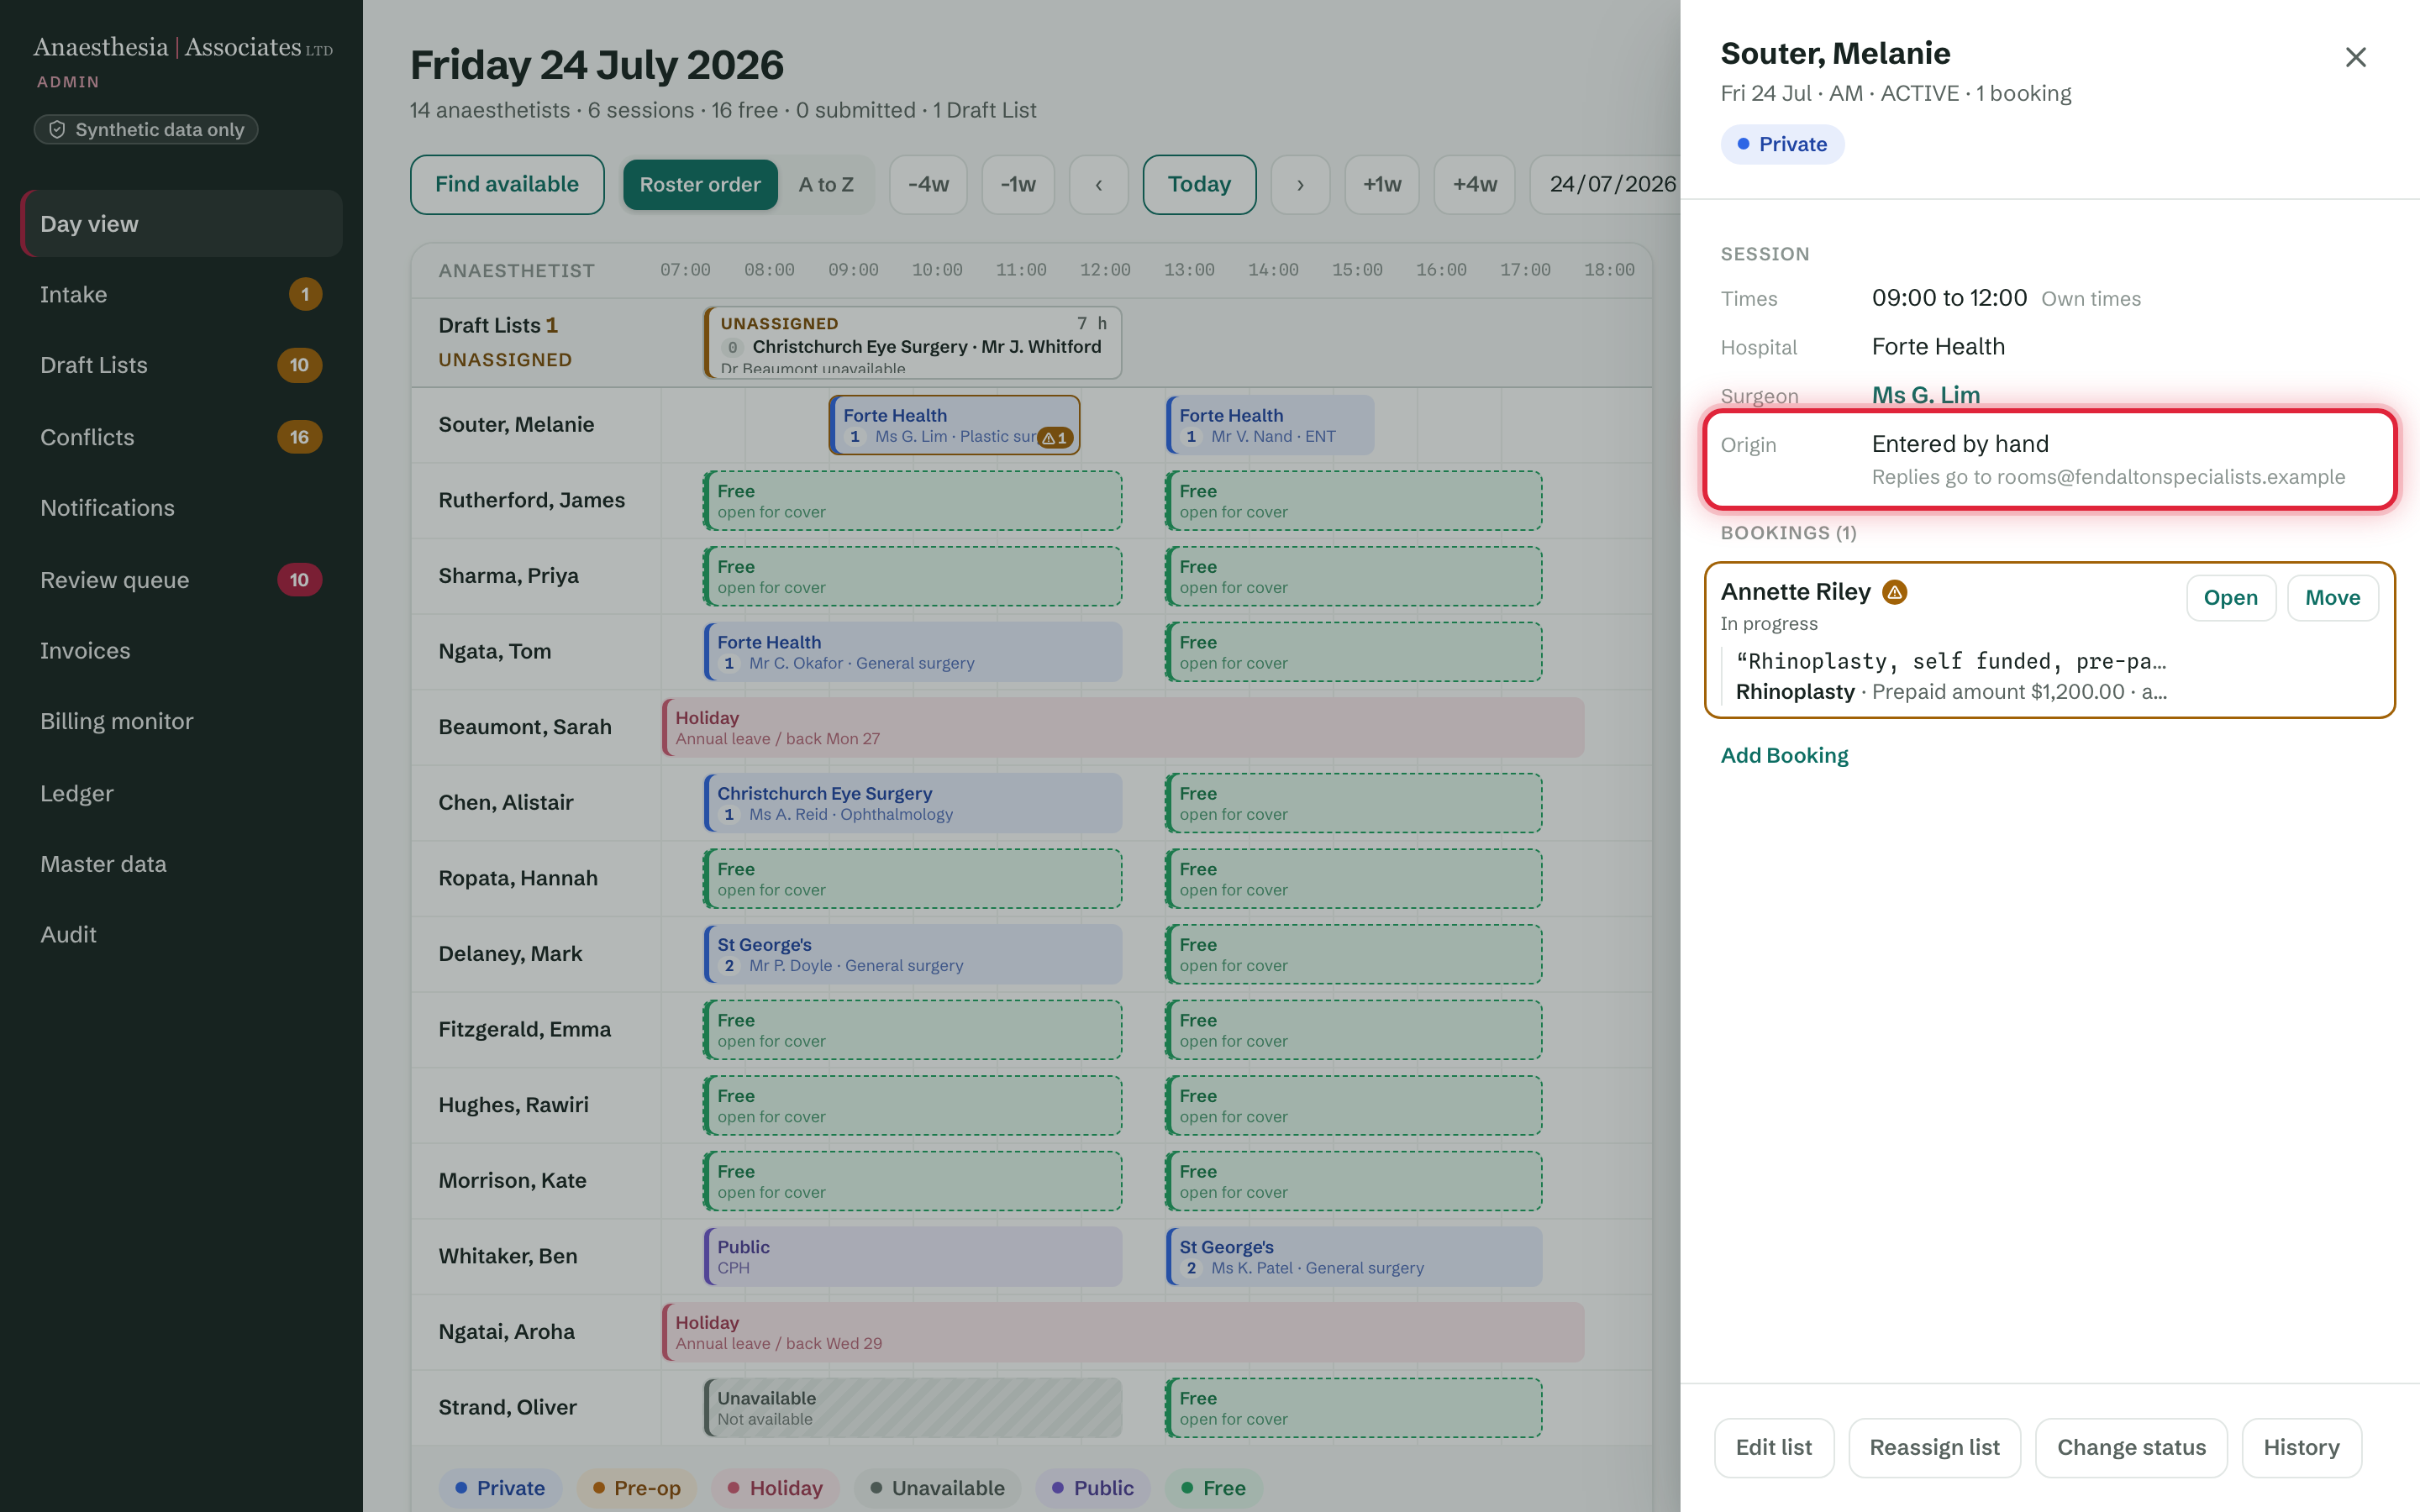 Anaesthesia | Associates LTD
ADMIN
Synthetic data only
Day view
Intake 1
Draft Lists 10
Conflicts 16
Notifications
Review queue 10
Invoices
Billing monitor
Ledger
Master data
Audit
Friday 24 July 2026
14 anaesthetists · 6 sessions · 16 free · 0 submitted · 1 Draft List
Find available Roster order A to Z -4w -1w ‹ Today › +1w +4w 24/07/2026
ANAESTHETIST 07:00 08:00 09:00 10:00 11:00 12:00 13:00 14:00 15:00 16:00 17:00 18:00
Draft Lists 1
UNASSIGNED
UNASSIGNED 7 h
0 Christchurch Eye Surgery · Mr J. Whitford
Dr Beaumont unavailable
Souter, Melanie
Forte Health
1 Ms G. Lim · Plastic sur 1
Forte Health
1 Mr V. Nand · ENT
Rutherford, James
Free
open for cover
Free
open for cover
Sharma, Priya
Free
open for cover
Free
open for cover
Ngata, Tom
Forte Health
1 Mr C. Okafor · General surgery
Free
open for cover
Beaumont, Sarah
Holiday
Annual leave / back Mon 27
Chen, Alistair
Christchurch Eye Surgery
1 Ms A. Reid · Ophthalmology
Free
open for cover
Ropata, Hannah
Free
open for cover
Free
open for cover
Delaney, Mark
St George's
2 Mr P. Doyle · General surgery
Free
open for cover
Fitzgerald, Emma
Free
open for cover
Free
open for cover
Hughes, Rawiri
Free
open for cover
Free
open for cover
Morrison, Kate
Free
open for cover
Free
open for cover
Whitaker, Ben
Public
CPH
St George's
2 Ms K. Patel · General surgery
Ngatai, Aroha
Holiday
Annual leave / back Wed 29
Strand, Oliver
Unavailable
Not available
Free
open for cover
Private Pre-op Holiday Unavailable Public Free
Souter, Melanie
Fri 24 Jul · AM · ACTIVE · 1 booking
Private
SESSION
Times 09:00 to 12:00 Own times
Hospital Forte Health
Surgeon Ms G. Lim
Origin Entered by hand
Replies go to rooms@fendaltonspecialists.example
BOOKINGS (1)
Annette Riley
Open Move
In progress
“Rhinoplasty, self funded, pre-pa…
Rhinoplasty · Prepaid amount $1,200.00 · a…
Add Booking
Edit list Reassign list Change status History